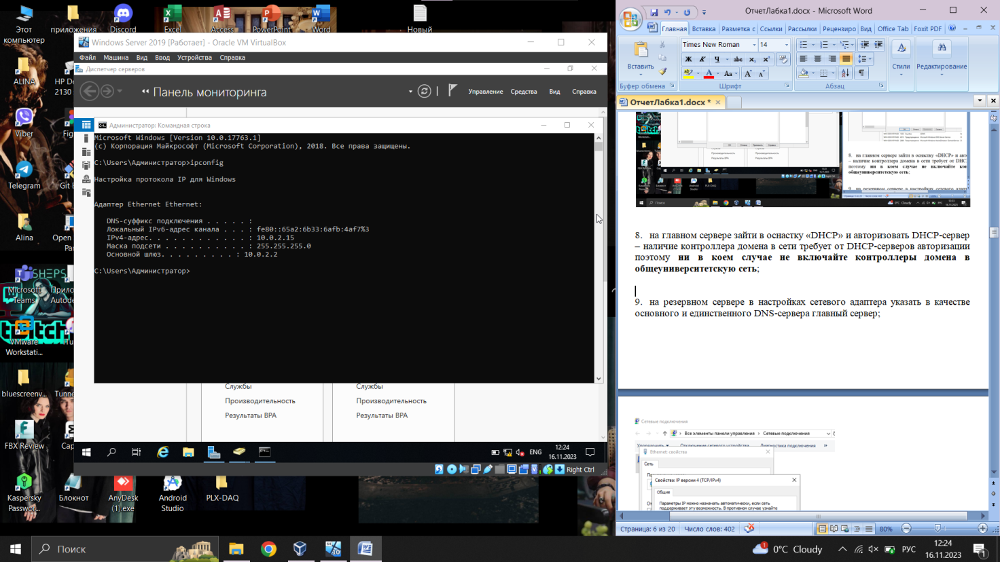 Этот
компьютер
приложения
Discord
Excel
Access
PowerPoint
Word
Новый
ALINA
HP De
2130
Viber
Fig
Telegram
Git E
Alina
Open
Par
Microsoft
Teams
Прило
Autode
VMware
Workstati...
iTu
bluescreenv...
Tunne
FBX Review
Cap
Kaspersky
Passwor...
Блокнот
AnyDesk
(1).exe
Android
Studio
PLX-DAQ
Windows Server 2019 [Работает] - Oracle VM VirtualBox
Файл Машина Вид Ввод Устройства Справка
Диспетчер серверов
Панель мониторинга
Управление Средства Вид Справка
Администратор: Командная строка
Microsoft Windows [Version 10.0.17763.1]
(c) Корпорация Майкрософт (Microsoft Corporation), 2018. Все права защищены.
C:\Users\Администратор>ipconfig
Настройка протокола IP для Windows
Адаптер Ethernet Ethernet:
DNS-суффикс подключения . . . . . :
Локальный IPv6-адрес канала . . . : fe80::65a2:6b33:6afb:4af7%3
IPv4-адрес. . . . . . . . . . . . : 10.0.2.15
Маска подсети . . . . . . . . . . : 255.255.255.0
Основной шлюз. . . . . . . . . : 10.0.2.2
C:\Users\Администратор>
Службы Службы
Производительность Производительность
Результаты BPA Результаты BPA
ENG
12:24
16.11.2023
Right Ctrl
ОтчетЛабка1.docx - Microsoft Word
Главная Вставка Разметка с Ссылки Рассылки Рецензиро Вид Office Tab Foxit PDF
Вставить
Times New Roman 14
Ж К Ч abc x₂ x²
Aa A A
Стили
Редактирование
Буфер обмена Шрифт Абзац
ОтчетЛабка1.docx *
8. на главном сервере зайти в оснастку «DHCP» и авторизовать DHCP-сервер
– наличие контроллера домена в сети требует от DHCP-серверов авторизации
поэтому ни в коем случае не включайте контроллеры домена в
общеуниверситетскую сеть;
9. на резервном сервере в настройках сетевого адаптера указать в качестве
основного и единственного DNS-сервера главный сервер;
Сетевые подключения
Все элементы панели управления › Сетевые подключения
Упорядочить Отключение сетевого устройства Диагностика подключения »
Ethernet: свойства
Сеть
Свойства: IP версии 4 (TCP/IPv4)
Общие
Параметры IP можно назначать автоматически, если сеть
поддерживает эту возможность. В противном случае узнайте
Страница: 6 из 20 Число слов: 402 80%
Поиск
0°C Cloudy
РУС
12:24
16.11.2023